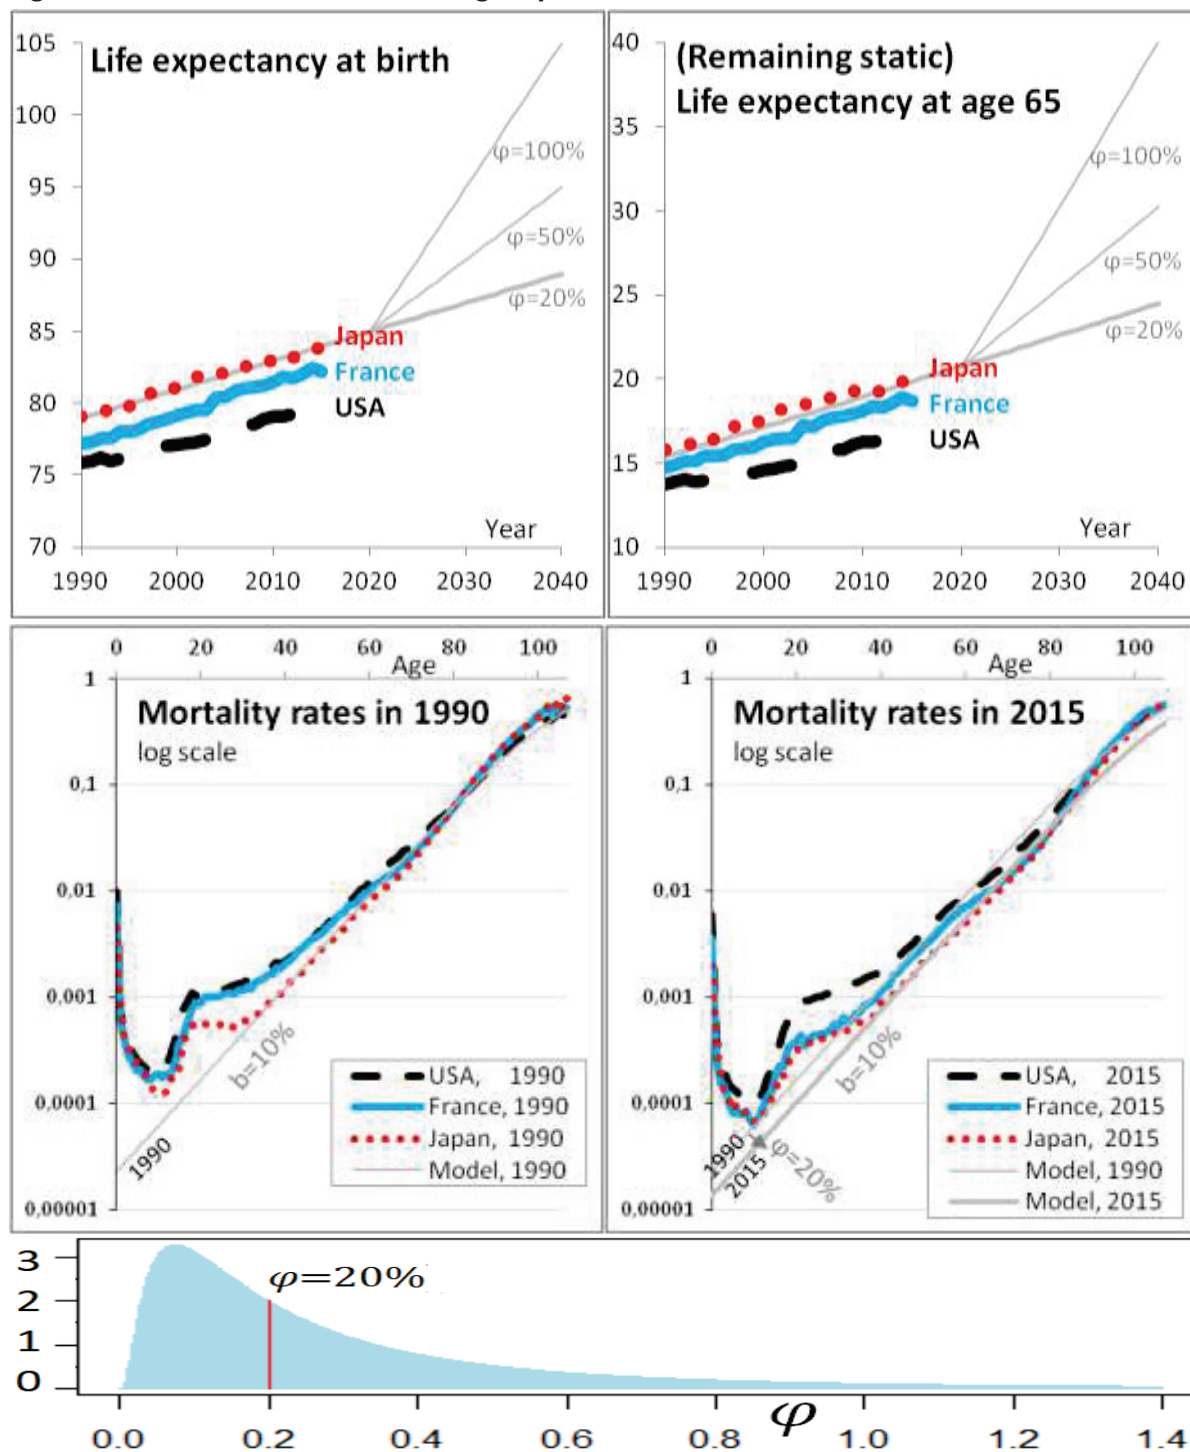 Life expectancy at birth
105
100
95
90
85
80
75
70
φ=100%
φ=50%
φ=20%
Japan
France
USA
Year
1990 2000 2010 2020 2030 2040
(Remaining static)
Life expectancy at age 65
40
35
30
25
20
15
10
φ=100%
φ=50%
φ=20%
Japan
France
USA
Year
1990 2000 2010 2020 2030 2040
0 20 40 60 80 100
Age
Mortality rates in 1990
log scale
1
0,1
0,01
0,001
0,0001
0,00001
b=10%
1990
USA, 1990
France, 1990
Japan, 1990
Model, 1990
0 20 40 60 80 100
Age
Mortality rates in 2015
log scale
1
0,1
0,01
0,001
0,0001
0,00001
b=10%
1990
2015
φ=20%
USA, 2015
France, 2015
Japan, 2015
Model, 1990
Model, 2015
3
2
1
0
φ=20%
φ
0.0 0.2 0.4 0.6 0.8 1.0 1.2 1.4